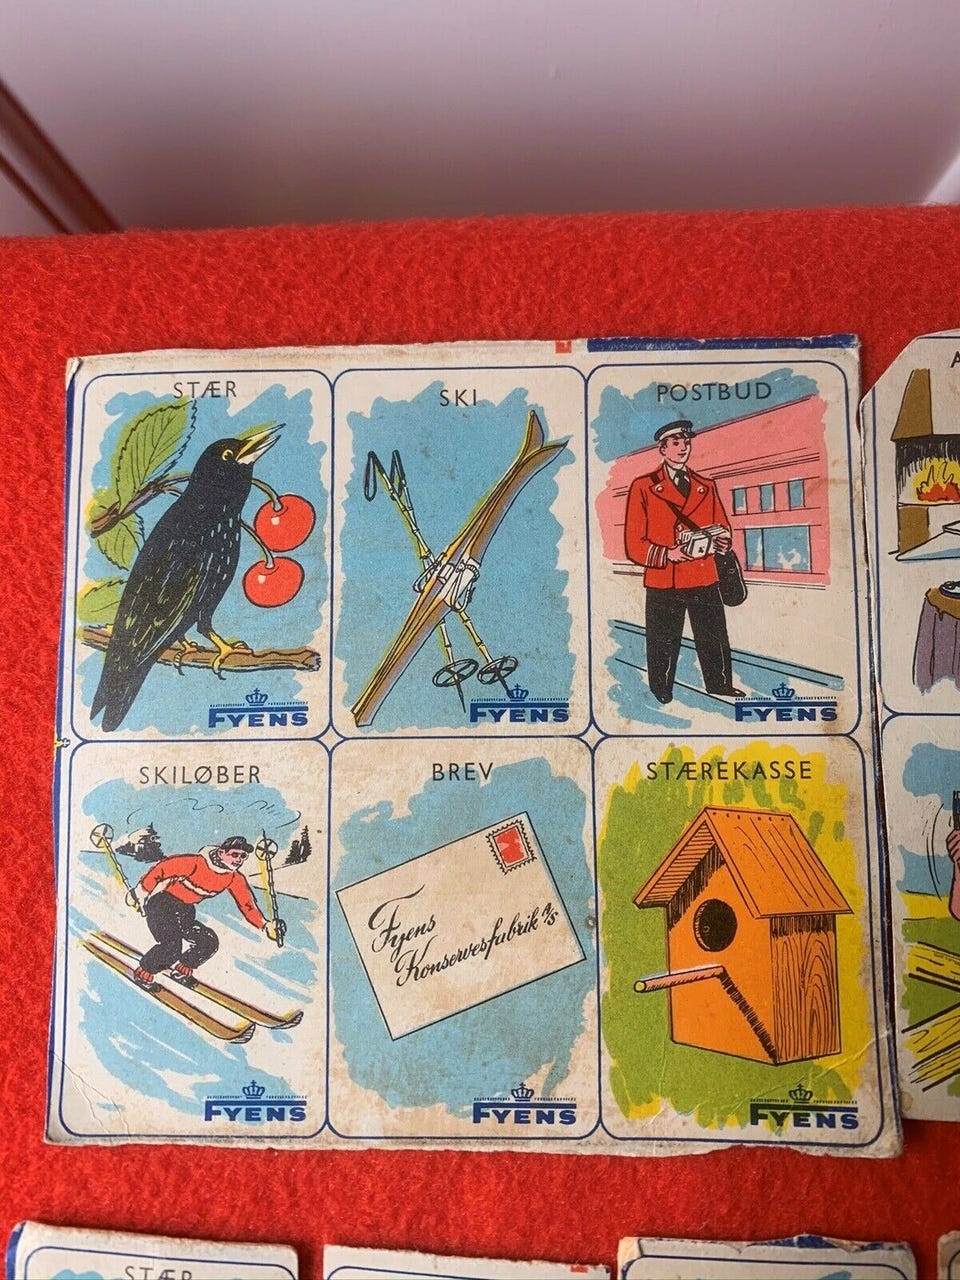 STÆR
SKI
POSTBUD
FYENS
FYENS
FYENS
SKILØBER
BREV
STÆREKASSE
Fyens
Konservesfabrik A/S
FYENS
FYENS
FYENS
A
STÆR